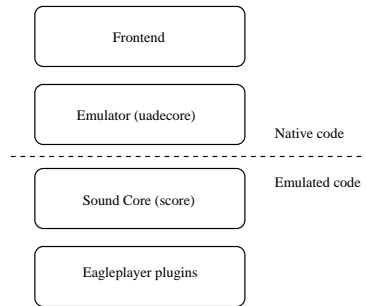 Frontend
Emulator (uadecore)
Native code
Emulated code
Sound Core (score)
Eagleplayer plugins